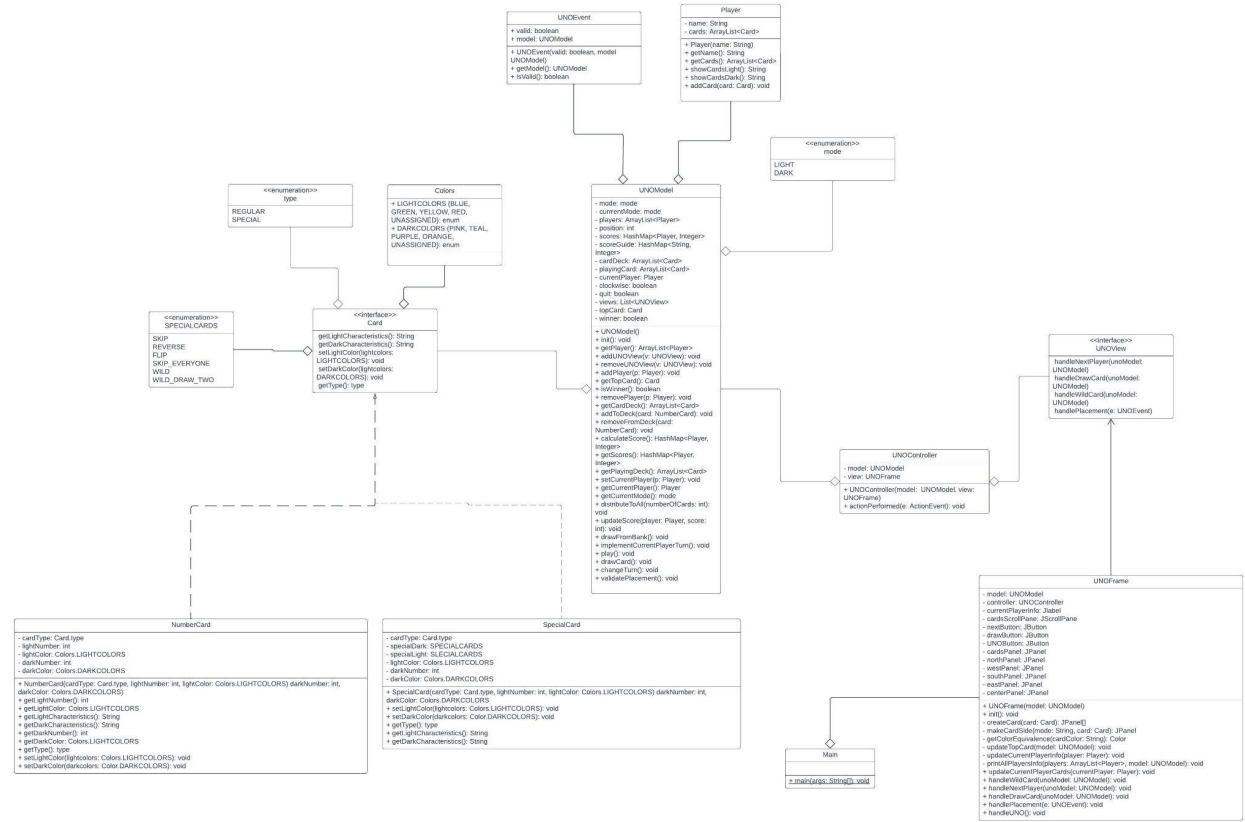 UNOEvent
+ valid: boolean
+ model: UNOModel
+ UNOEvent(valid: boolean, model
UNOModel)
+ getModel(): UNOModel
+ isValid(): boolean
Player
- name: String
- cards: ArrayList<Card>
+ Player(name: String)
+ getName(): String
+ getCards(): ArrayList<Card>
+ showCardsLight(): String
+ showCardsDark(): String
+ addCard(card: Card): void
<<enumeration>>
mode
LIGHT
DARK
<<enumeration>>
type
REGULAR
SPECIAL
Colors
+ LIGHTCOLORS {BLUE,
GREEN, YELLOW, RED,
UNASSIGNED}: enum
+ DARKCOLORS {PINK, TEAL,
PURPLE, ORANGE,
UNASSIGNED}: enum
<<enumeration>>
SPECIALCARDS
SKIP
REVERSE
FLIP
SKIP_EVERYONE
WILD
WILD_DRAW_TWO
<<interface>>
Card
getLightCharacteristics(): String
getDarkCharacteristics(): String
setLightColor(lightcolors:
LIGHTCOLORS): void
setDarkColor(darkcolors:
DARKCOLORS): void
getType(): type
UNOModel
- mode: mode
- currnentMode: mode
- players: ArrayList<Player>
- position: int
- scores: HashMap<Player, Integer>
- scoreGuide: HashMap<String,
Integer>
- cardDeck: ArrayList<Card>
- playingCard: ArrayList<Card>
- currentPlayer: Player
- clockwise: boolean
- quit: boolean
- views: List<UNOView>
- topCard: Card
- winner: boolean
+ UNOModel()
+ init(): void
+ getPlayer(): ArrayList<Player>
+ addUNOView(v: UNOView): void
+ removeUNOView(v: UNOView): void
+ addPlayer(p: Player): void
+ getTopCard(): Card
+ isWinner(): boolean
+ removePlayer(p: Player): void
+ getCardDeck(): ArrayList<Card>
+ addToDeck(card: NumberCard): void
+ removeFromDeck(card:
NumberCard): void
+ calculateScore(): HashMap<Player,
Integer>
+ getScores(): HashMap<Player,
Integer>
+ getPlayingDeck(): ArrayList<Card>
+ setCurrentPlayer(p: Player): void
+ getCurrentPlayer(): Player
+ getCurrentMode(): mode
+ distributeToAll(numberOfCards: int):
void
+ updateScore(player: Player, score:
int): void
+ drawFromBank(): void
+ implementCurrentPlayerTurn(): void
+ play(): void
+ drawCard(): void
+ changeTurn(): void
+ validatePlacement(): void
<<interface>>
UNOView
handleNextPlayer(unoModel:
UNOModel)
handleDrawCard(unoModel:
UNOModel)
handleWildCard(unoModel:
UNOModel)
handlePlacement(e: UNOEvent)
UNOController
- model: UNOModel
- view: UNOFrame
+ UNOController(model: UNOModel, view:
UNOFrame)
+ actionPerformed(e: ActionEvent): void
NumberCard
- cardType: Card.type
- lightNumber: int
- lightColor: Colors.LIGHTCOLORS
- darkNumber: int
- darkColor: Colors.DARKCOLORS
+ NumberCard(cardType: Card.type, lightNumber: int, lightColor: Colors.LIGHTCOLORS) darkNumber: int,
darkColor: Colors.DARKCOLORS)
+ getLightNumber(): int
+ getDarkColor: Colors.LIGHTCOLORS
+ getLightCharacteristics(): String
+ getDarkCharacteristics(): String
+ getDarkNumber(): int
+ getDarkColor: Colors.LIGHTCOLORS
+ getType(): type
+ setLightColor(lightcolors: Colors.LIGHTCOLORS): void
+ setDarkColor(darkcolors: Color.DARKCOLORS): void
SpecialCard
- cardType: Card.type
- specialDark: SPECIALCARDS
- specialLight: SLECIALCARDS
- lightColor: Colors.LIGHTCOLORS
- darkNumber: int
- darkColor: Colors.DARKCOLORS
+ SpecialCard(cardType: Card.type, lightNumber: int, lightColor: Colors.LIGHTCOLORS) darkNumber: int,
darkColor: Colors.DARKCOLORS
+ setLightColor(lightcolors: Colors.LIGHTCOLORS): void
+ setDarkColor(darkcolors: Color.DARKCOLORS): void
+ getType(): type
+ getLightCharacteristics(): String
+ getDarkCharacteristics(): String
Main
+ main(args: String[]): void
UNOFrame
- model: UNOModel
- controller: UNOController
- currentPlayerInfo: Jlabel
- cardsScrollPane: JScrollPane
- nextButton: JButton
- drawButton: JButton
- UNOButton: JButton
- cardsPanel: JPanel
- northPanel: JPanel
- westPanel: JPanel
- southPanel: JPanel
- eastPanel: JPanel
- centerPanel: JPanel
+ UNOFrame(model: UNOModel)
+ init(): void
- createCard(card: Card): JPanel[]
- makeCardSide(mode: String, card: Card): JPanel
- getColorEquivalence(cardColor: String): Color
- updateTopCard(model: UNOModel): void
- updateCurrentPlayerInfo(player: Player): void
- printAllPlayersInfo(players: ArrayList<Player>, model: UNOModel): void
+ updateCurrentPlayerCards(currentPlayer: Player): void
+ handleWildCard(unoModel: UNOModel): void
+ handleNextPlayer(unoModel: UNOModel): void
+ handleDrawCard(unoModel: UNOModel): void
+ handlePlacement(e: UNOEvent): void
+ handleUNO(): void